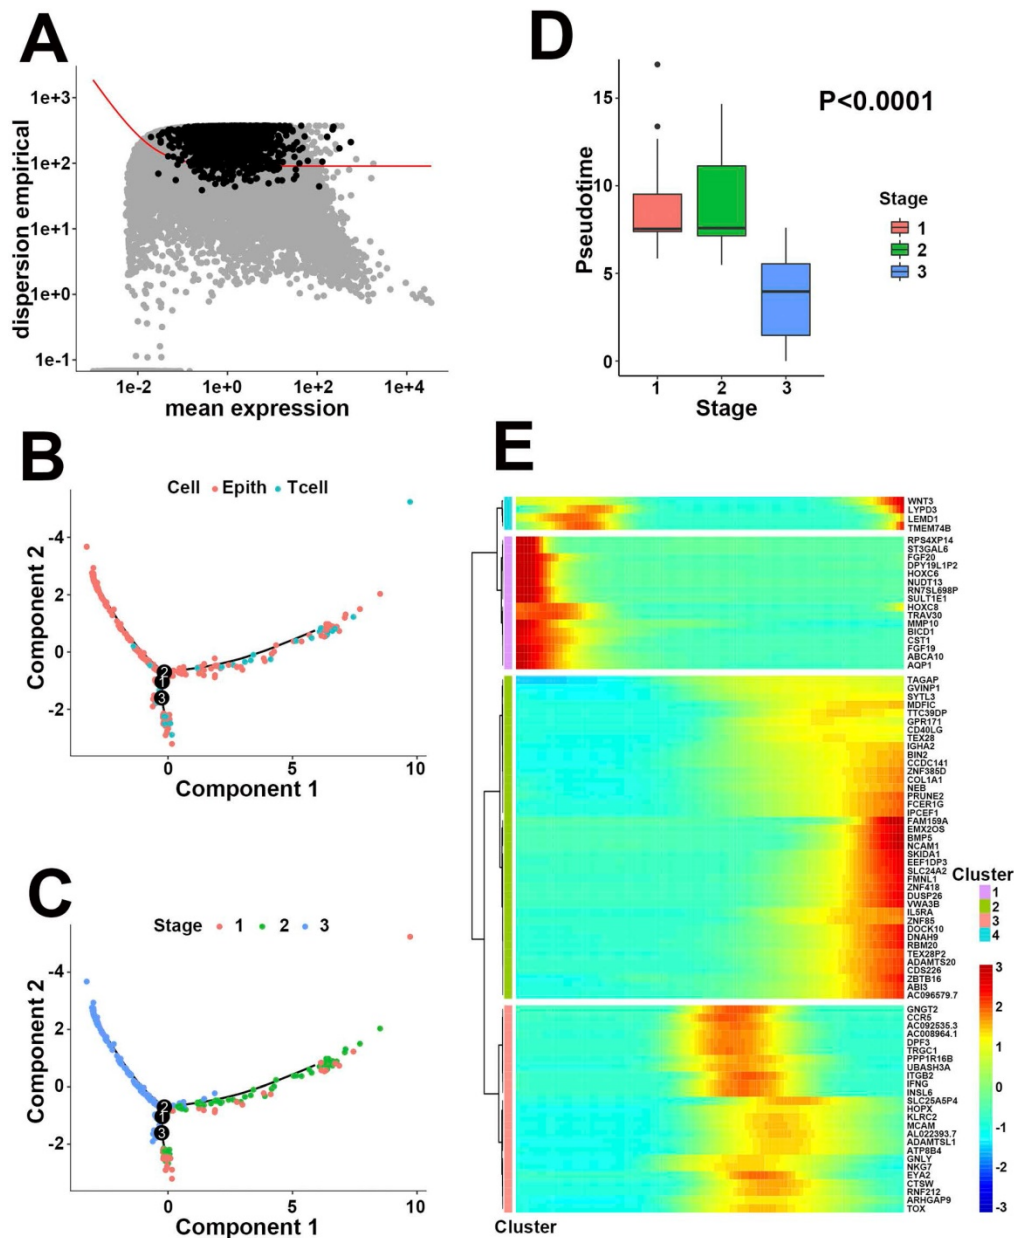 A
dispersion empirical
1e+3
1e+2
1e+1
1e+0
1e-1
1e-2
1e+0
1e+2
1e+4
mean expression
D
P<0.0001
Pseudotime
15
10
5
0
1
2
3
Stage
Stage
1
2
3
B
Cell Epith Tcell
Component 2
-4
2
0
-2
2
1
3
0
5
10
Component 1
C
Stage 1 2 3
Component 2
-4
2
0
-2
2
1
3
0
5
10
Component 1
E
WNT3
LYPD3
LEMD1
TMEM74B
RPS4XP14
ST3GAL6
FGF20
DPY19L1P2
HOXC6
NUDT13
RN7SL698P
SULT1E1
HOXC8
TRAV30
MMP10
BICD1
CST1
FGF19
ABCA10
AQP1
TAGAP
GVINP1
SYTL3
MDFIC
TTC39DP
GPR171
CD40LG
TEX28
IGHA2
BIN2
CCDC141
ZNF385D
COL1A1
NEB
PRUNE2
FCER1G
IPCEF1
FAM159A
EMX2OS
BMP5
NCAM1
SKIDA1
EEF1DP3
SLC24A2
FMNL1
ZNF418
DUSP26
VWA3B
IL5RA
ZNF85
DOCK10
DNAH9
RBM20
TEX28P2
ADAMTS20
CDS226
ZBTB16
ABI3
AC096579.7
GNGT2
CCR5
AC092535.3
AC008964.1
DPF3
TRGC1
PPP1R16B
UBASH3A
ITGB2
IFNG
INSL6
SLC25A5P4
HOPX
KLRC2
MCAM
AL022393.7
ADAMTSL1
ATP8B4
GNLY
NKG7
EYA2
CTSW
RNF212
ARHGAP9
TOX
Cluster
Cluster
1
2
3
4
3
2
1
0
-1
-2
-3